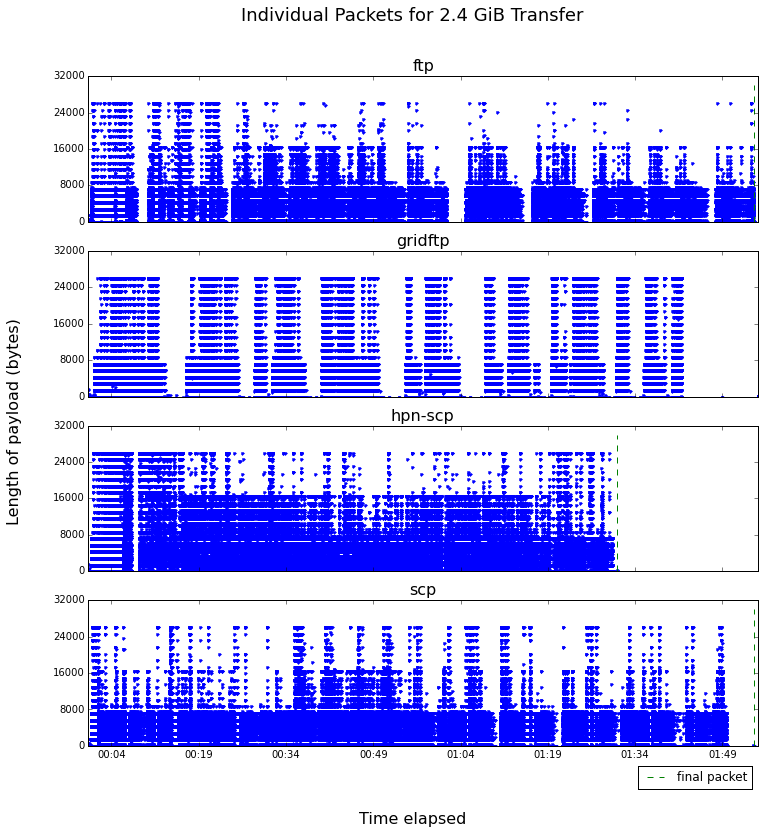 Individual Packets for 2.4 GiB Transfer
ftp
32000
24000
16000
8000
0
gridftp
32000
24000
16000
8000
0
Length of payload (bytes)
hpn-scp
32000
24000
16000
8000
0
scp
32000
24000
16000
8000
0
00:04 00:19 00:34 00:49 01:04 01:19 01:34 01:49
final packet
Time elapsed